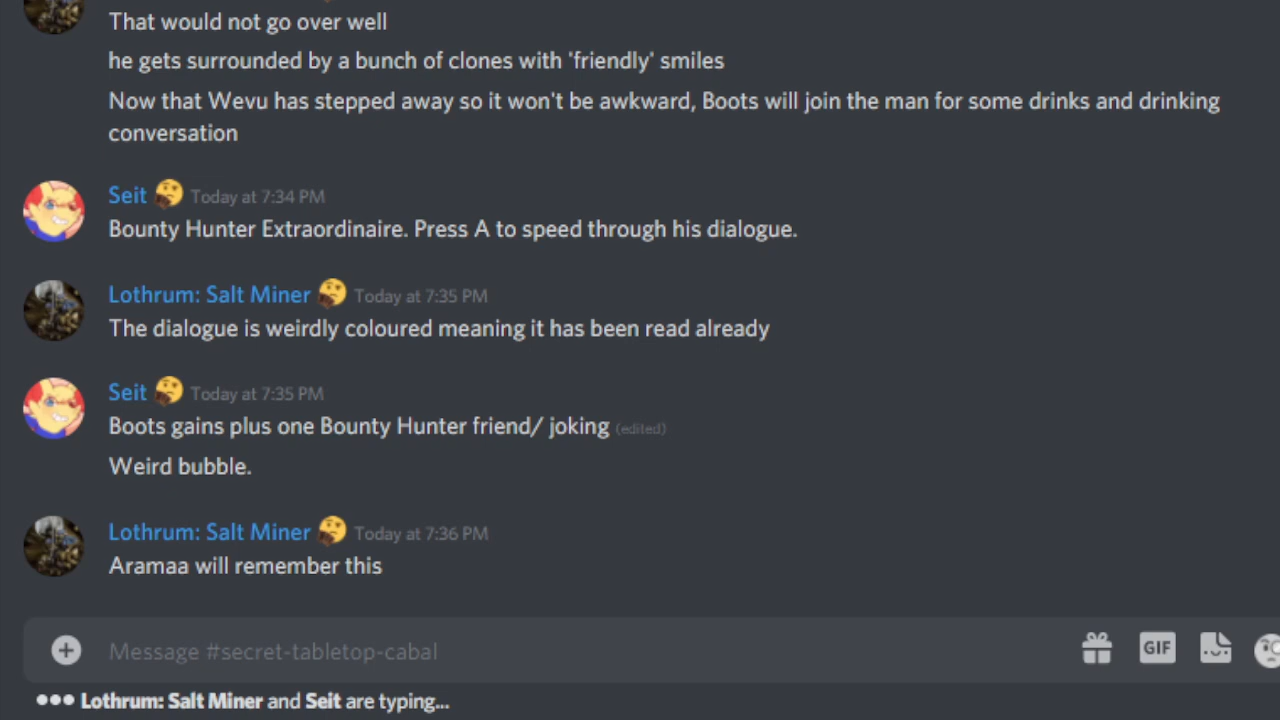 That would not go over well
he gets surrounded by a bunch of clones with 'friendly' smiles
Now that Wevu has stepped away so it won't be awkward, Boots will join the man for some drinks and drinking
conversation
Seit 🤔 Today at 7:34 PM
Bounty Hunter Extraordinaire. Press A to speed through his dialogue.
Lothrum: Salt Miner 🤔 Today at 7:35 PM
The dialogue is weirdly coloured meaning it has been read already
Seit 🤔 Today at 7:35 PM
Boots gains plus one Bounty Hunter friend/ joking (edited)
Weird bubble.
Lothrum: Salt Miner 🤔 Today at 7:36 PM
Aramaa will remember this
Message #secret-tabletop-cabal
GIF
Lothrum: Salt Miner and Seit are typing...